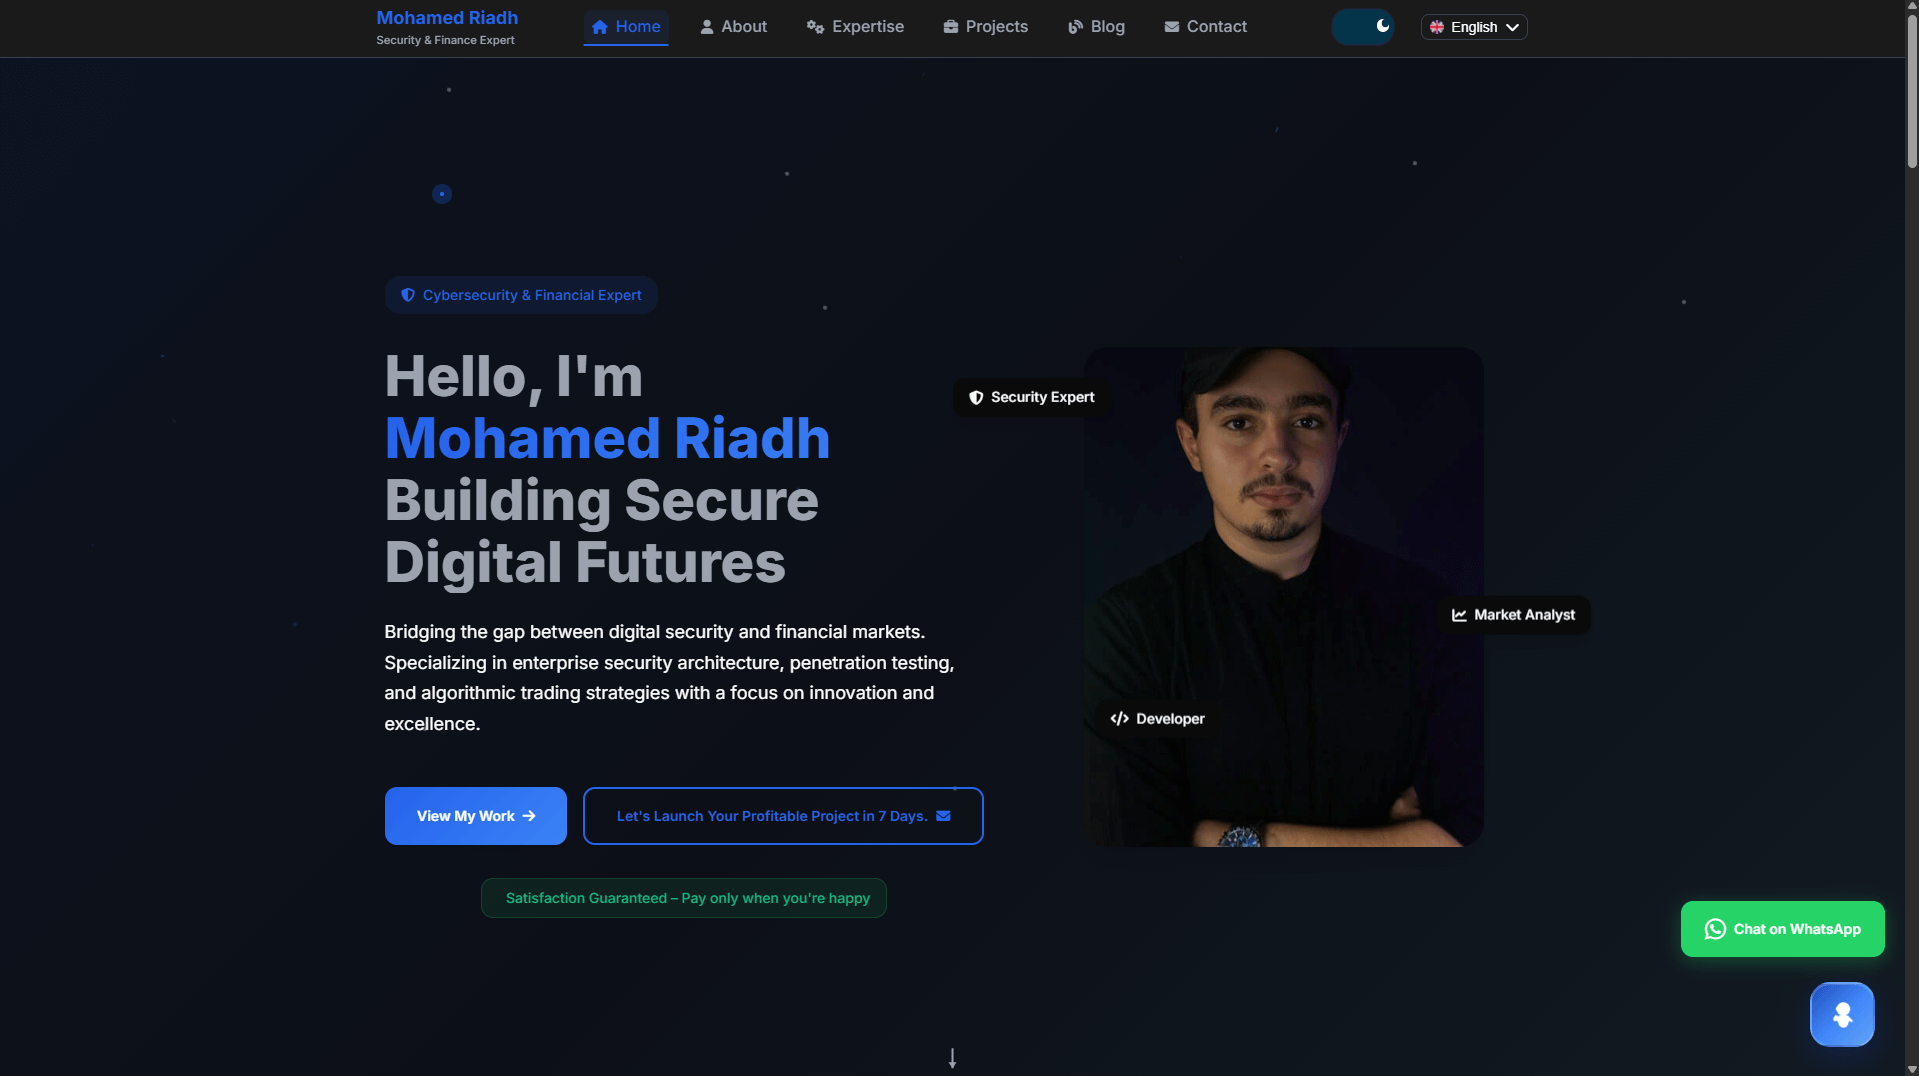 Mohamed Riadh
Security & Finance Expert
Home
About
Expertise
Projects
Blog
Contact
English
Cybersecurity & Financial Expert
Hello, I'm
Mohamed Riadh
Building Secure
Digital Futures
Bridging the gap between digital security and financial markets.
Specializing in enterprise security architecture, penetration testing,
and algorithmic trading strategies with a focus on innovation and
excellence.
View My Work
Let's Launch Your Profitable Project in 7 Days.
Satisfaction Guaranteed – Pay only when you're happy
Security Expert
Market Analyst
Developer
Chat on WhatsApp